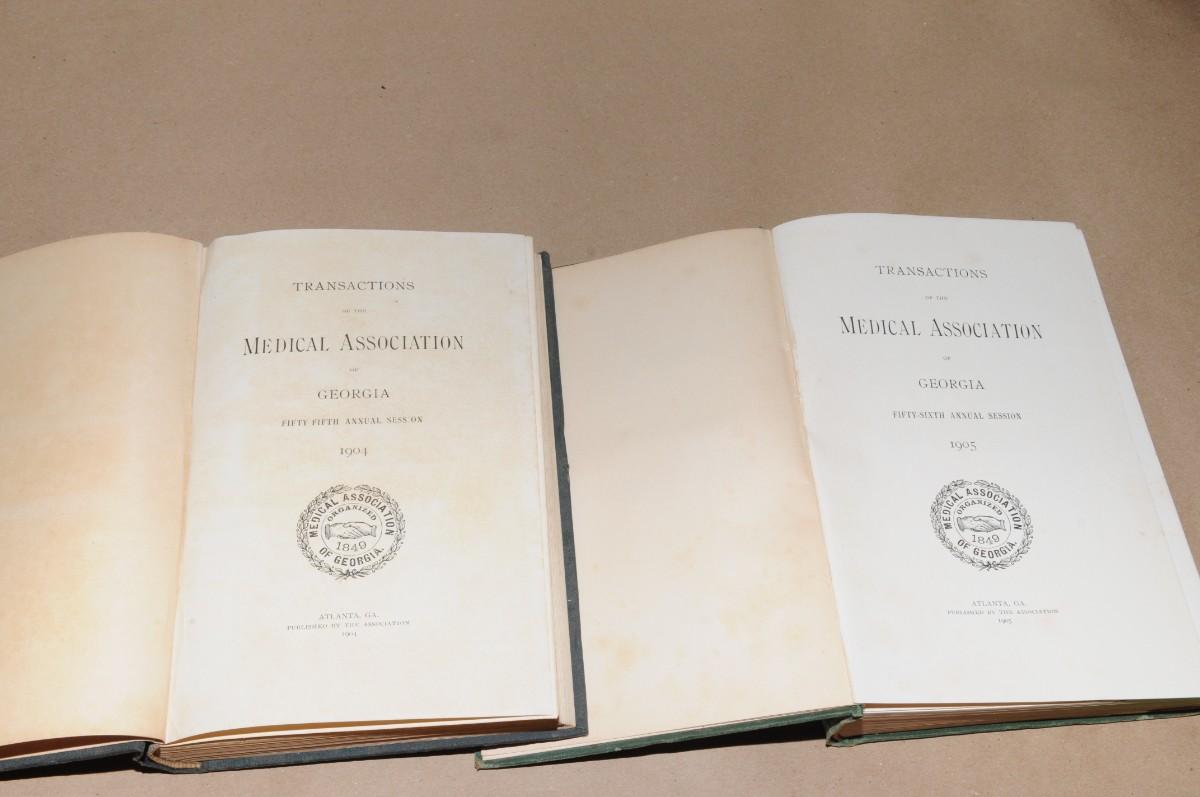 TRANSACTIONS
OF THE
MEDICAL ASSOCIATION
OF
GEORGIA
FIFTY-FIFTH ANNUAL SESSION
1904
MEDICAL ASSOCIATION
ORGANIZED
1849
OF GEORGIA.
ATLANTA, GA.
PUBLISHED BY THE ASSOCIATION
1904
TRANSACTIONS
OF THE
MEDICAL ASSOCIATION
OF
GEORGIA
FIFTY-SIXTH ANNUAL SESSION
1905
MEDICAL ASSOCIATION
ORGANIZED
1849
OF GEORGIA.
ATLANTA, GA.
PUBLISHED BY THE ASSOCIATION
1905